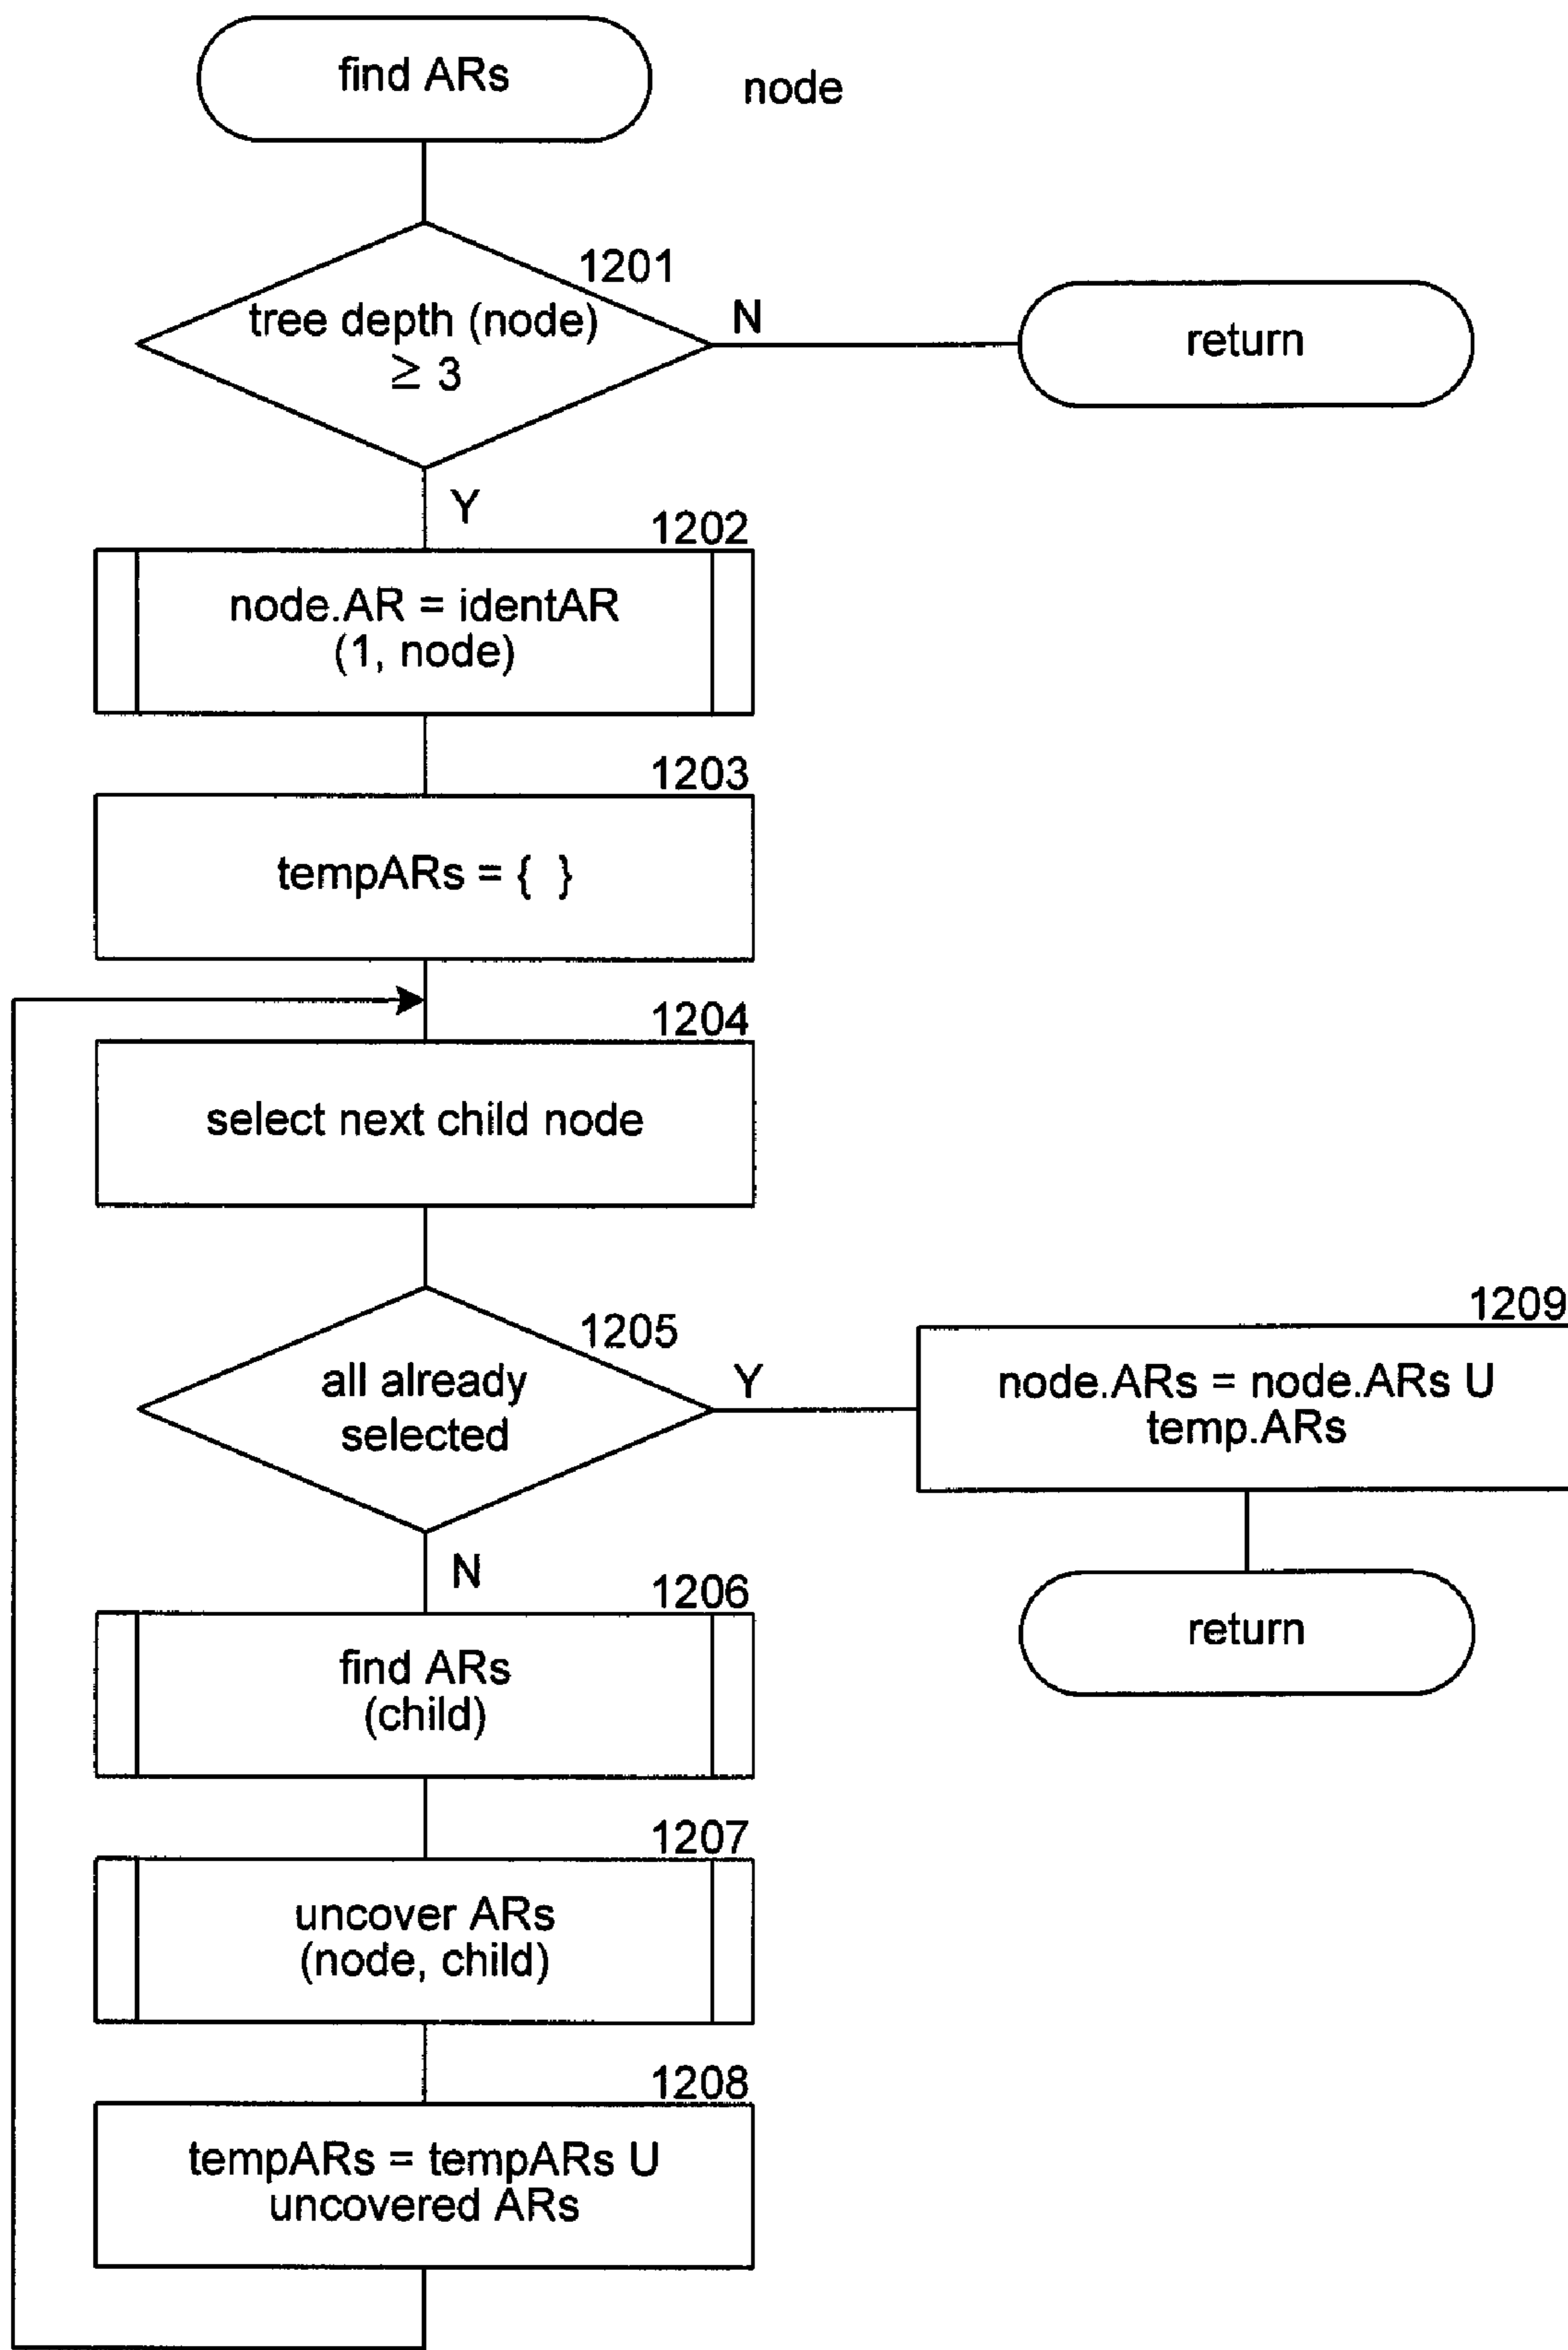 find ARs
node
1201
tree depth (node)
≥ 3
N
return
Y
1202
node.AR = identAR
(1, node)
1203
tempARs = { }
1204
select next child node
1205
all already
selected
Y
1209
node.ARs = node.ARs U
temp.ARs
return
N
1206
find ARs
(child)
1207
uncover ARs
(node, child)
1208
tempARs = tempARs U
uncovered ARs